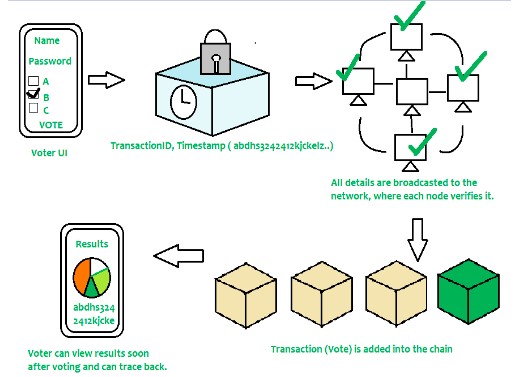 Name
Password
A
B
C
VOTE
Voter UI
TransactionID, Timestamp ( abdhs3242412kjckelz..)
All details are broadcasted to the
network, where each node verifies it.
Results
abdhs324
2412kjcke
Voter can view results soon
after voting and can trace back.
Transaction (Vote) is added into the chain